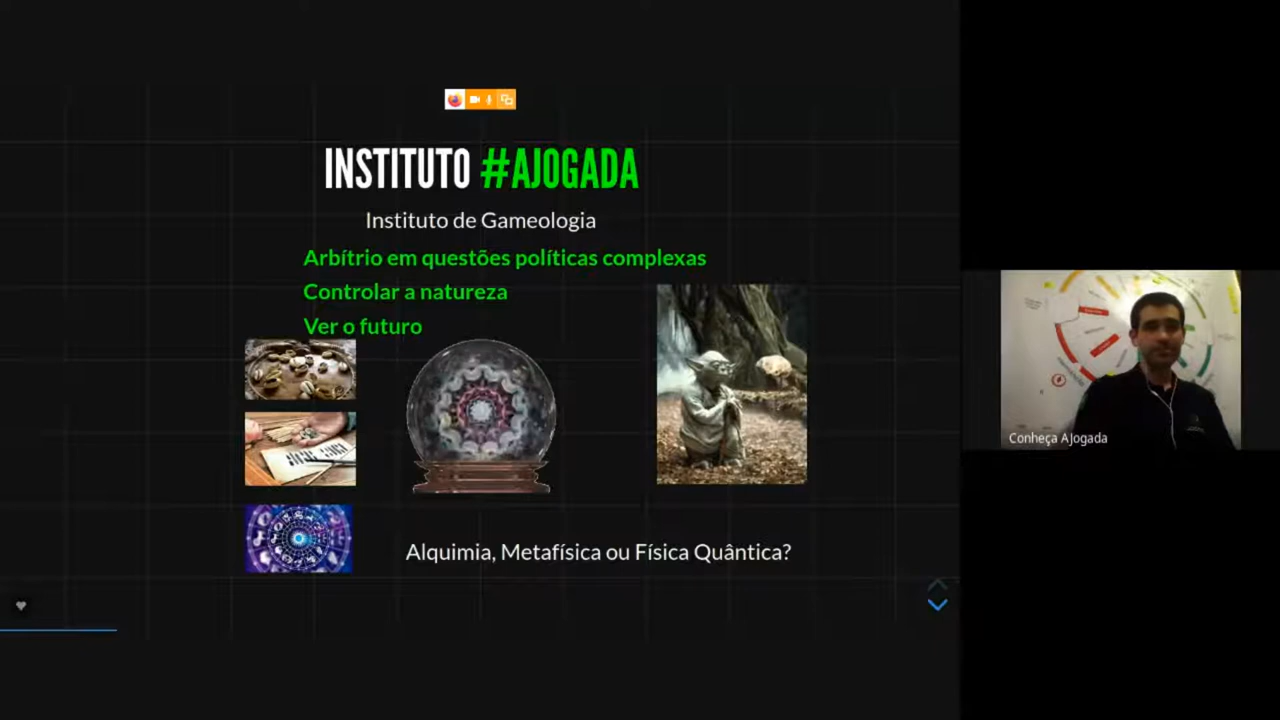 INSTITUTO #AJOGADA
Instituto de Gameologia
Arbítrio em questões políticas complexas
Controlar a natureza
Ver o futuro
Alquimia, Metafísica ou Física Quântica?
Conheça AJogada